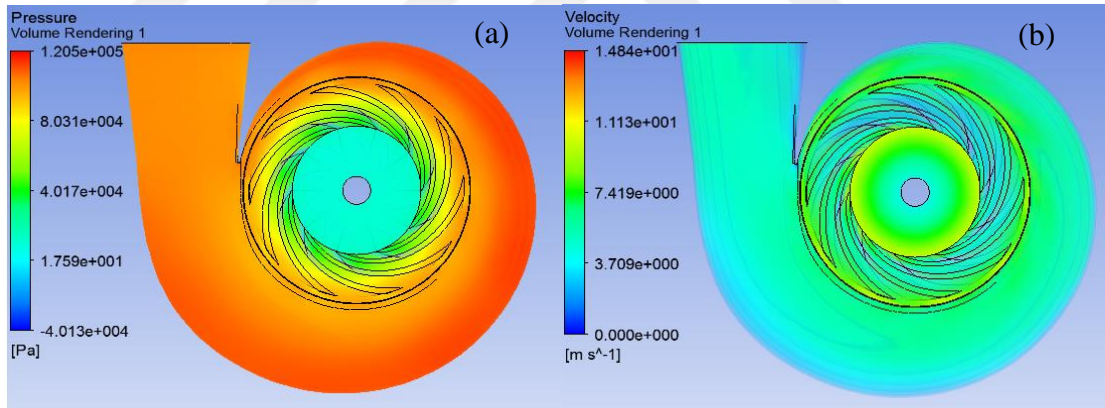 Pressure
Volume Rendering 1
1.205e+005
8.031e+004
4.017e+004
1.759e+001
-4.013e+004
[Pa]
(a)
Velocity
Volume Rendering 1
1.484e+001
1.113e+001
7.419e+000
3.709e+000
0.000e+000
[m s^-1]
(b)